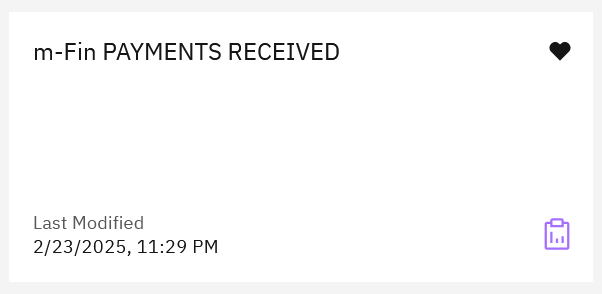 m-Fin PAYMENTS RECEIVED
Last Modified
2/23/2025, 11:29 PM